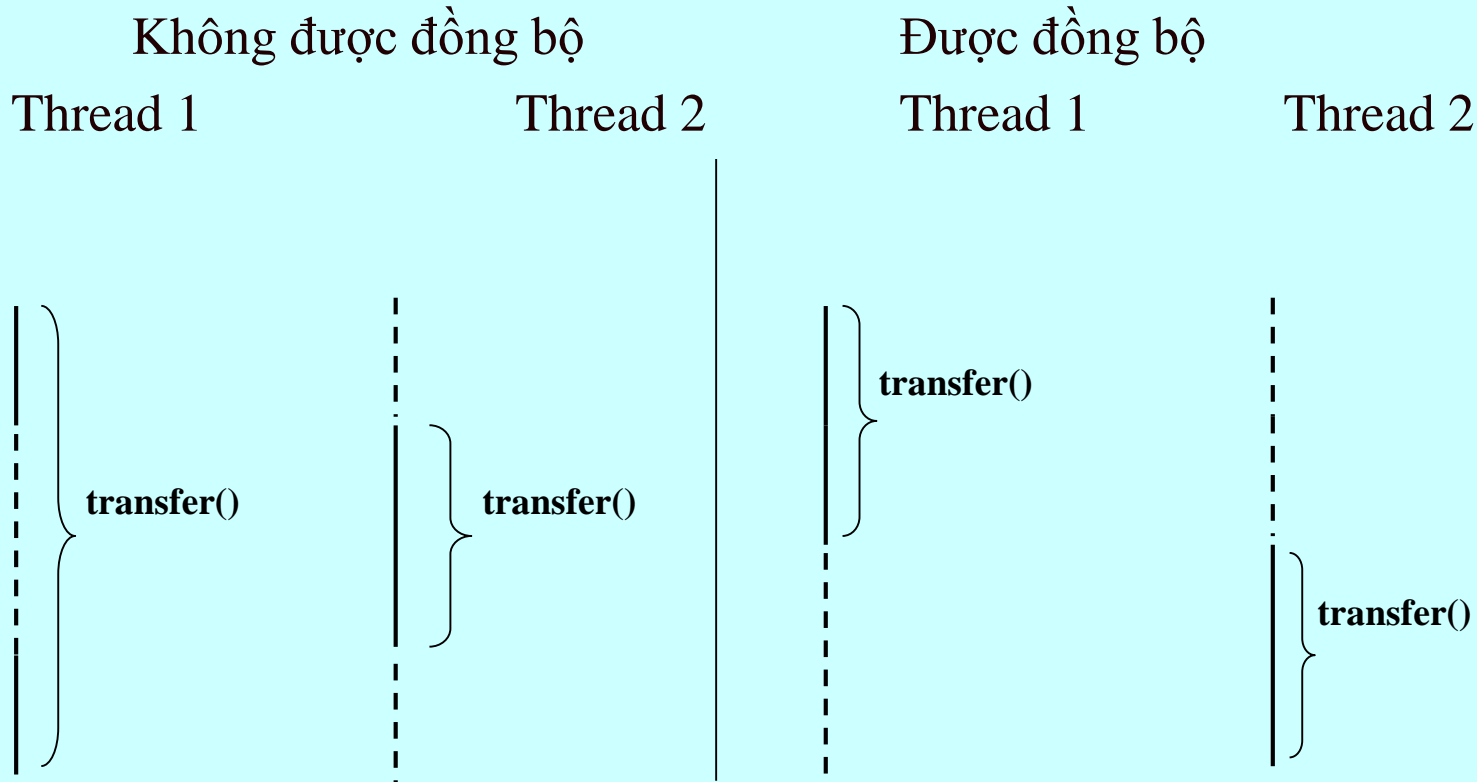 Không được đồng bộ
Thread 1
Thread 2
transfer()
transfer()
Được đồng bộ
Thread 1
Thread 2
transfer()
transfer()